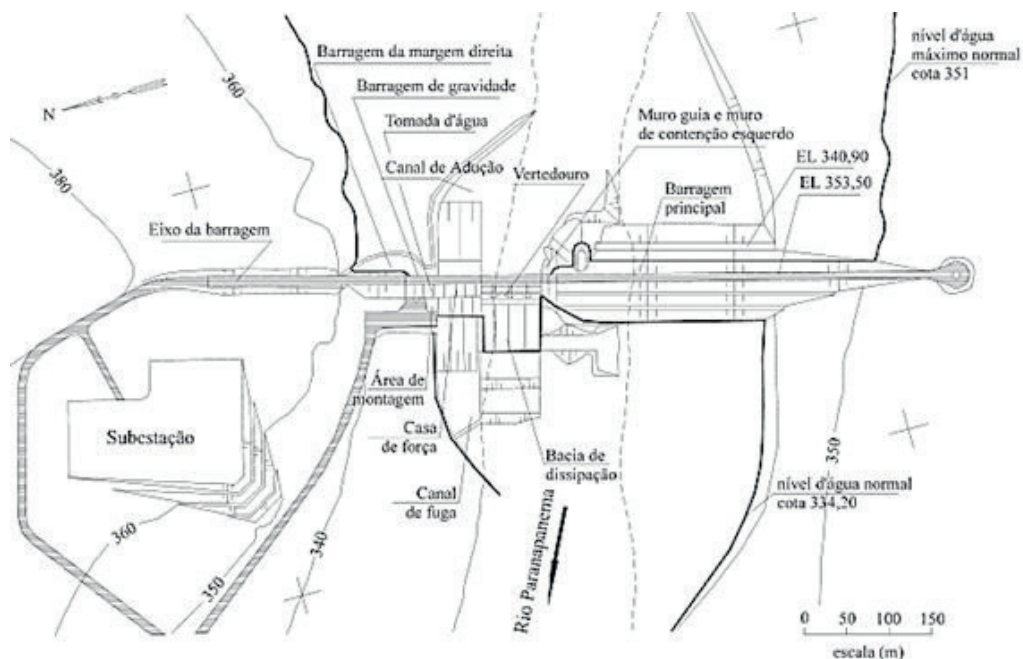 Barragem da margem direita
Barragem de gravidade
Tomada d'água
Canal de Adução
Vertedouro
Muro guia e muro
de contenção esquerdo
nível d'água
máximo normal
cota 351
EL 340,90
EL 353,50
Barragem
principal
N
360
380
Eixo da barragem
Subestação
Área de
montagem
Casa
de força
Canal
de fuga
Bacia de
dissipação
Rio Paranapanema
nível d'água normal
cota 334,20
350
360
350
340
0 50 100 150
escala (m)